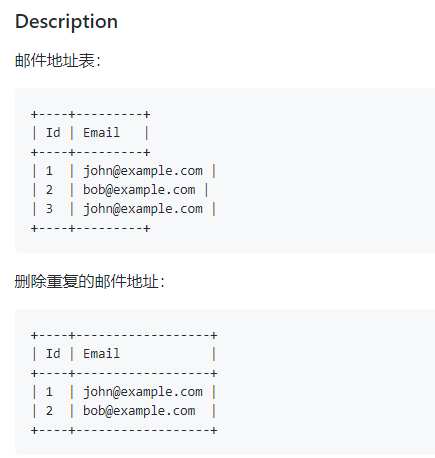 Description
邮件地址表：
+----+---------+
| Id | Email   |
+----+---------+
| 1  | john@example.com |
| 2  | bob@example.com |
| 3  | john@example.com |
+----+---------+
删除重复的邮件地址：
+----+------------------+
| Id | Email            |
+----+------------------+
| 1  | john@example.com |
| 2  | bob@example.com  |
+----+------------------+